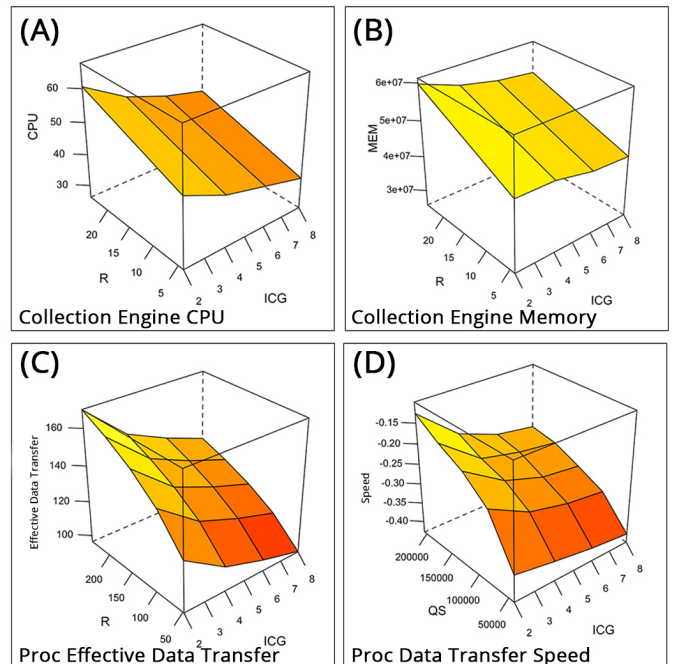 (A)
60
50
40
30
CPU
20
15
10
5
R
2
3
4
5
6
7
8
ICG
Collection Engine CPU
(B)
6e+07
5e+07
4e+07
3e+07
MEM
20
15
10
5
R
2
3
4
5
6
7
8
ICG
Collection Engine Memory
(C)
160
140
120
100
Effective Data Transfer
200
150
100
50
R
2
3
4
5
6
7
8
ICG
Proc Effective Data Transfer
(D)
-0.15
-0.20
-0.25
-0.30
-0.35
-0.40
Speed
200000
150000
100000
50000
QS
2
3
4
5
6
7
8
ICG
Proc Data Transfer Speed